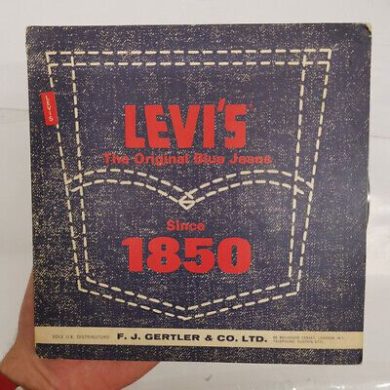 LEVI'S
LEVI'S
The Original Blue Jeans
Since
1850
SOLE U.K. DISTRIBUTORS F. J. GERTLER & CO. LTD.